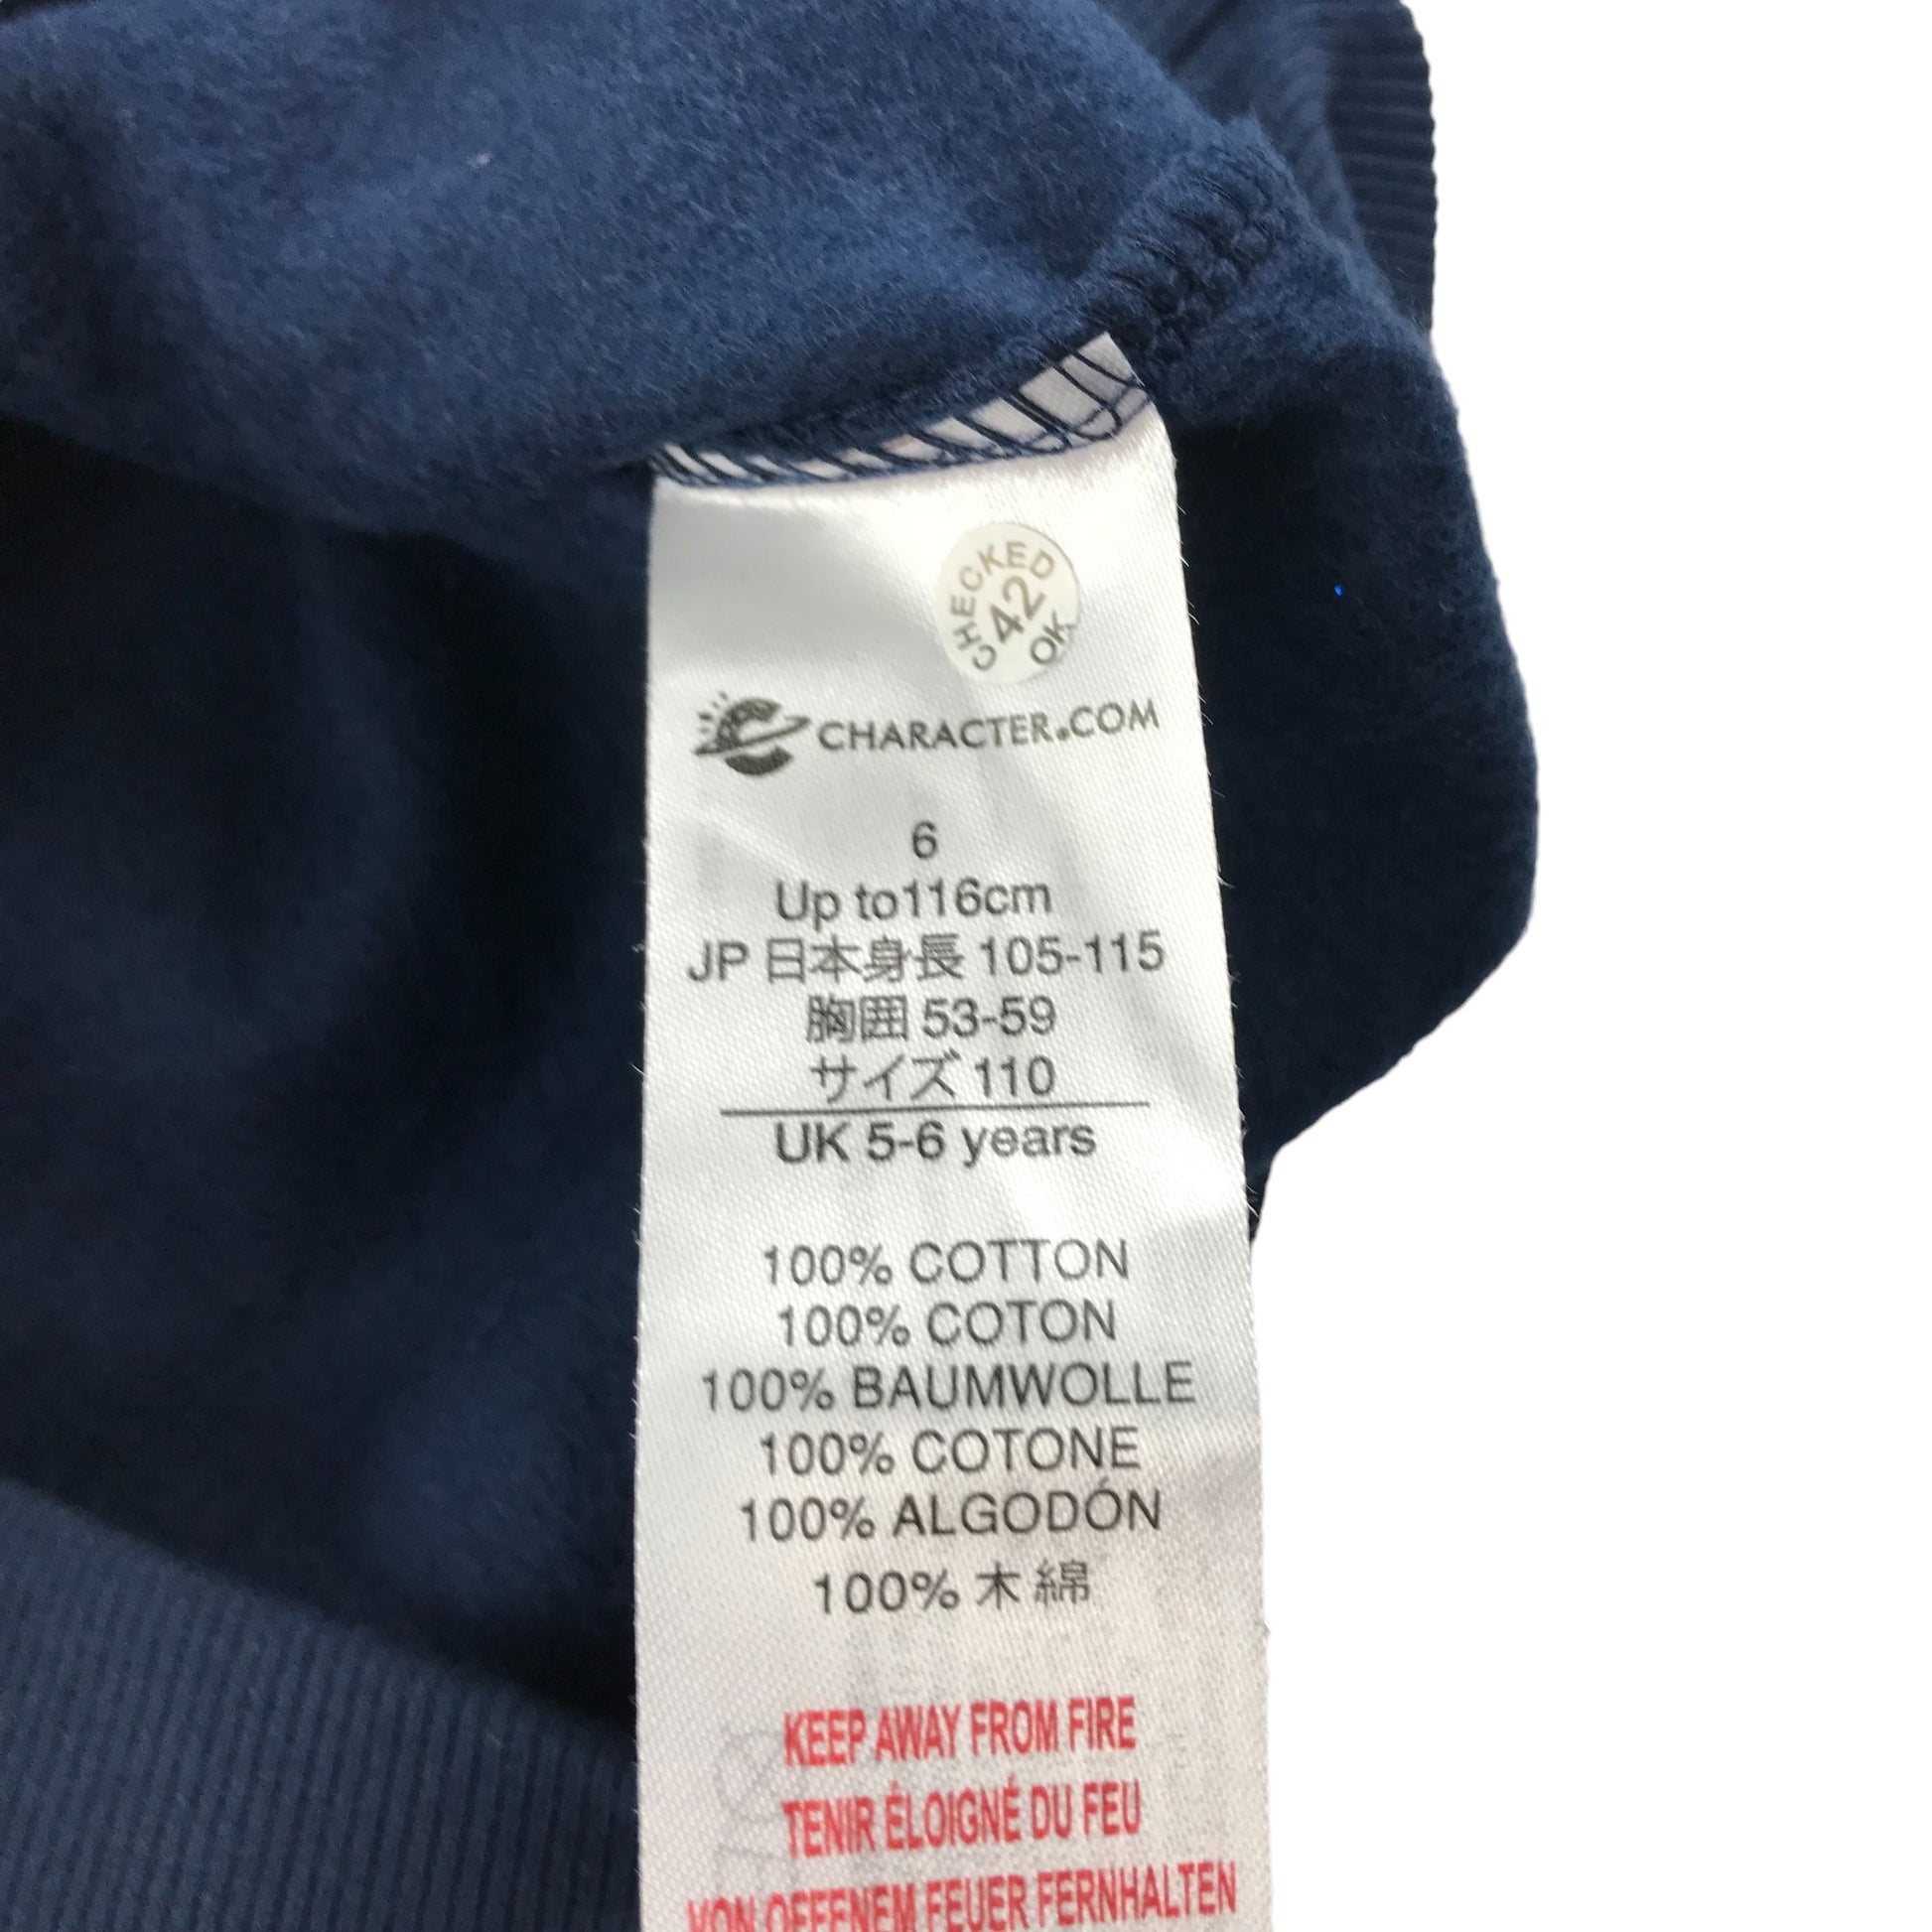 CHECKED
42
OK
CHARACTER.COM
6
Up to116cm
JP 日本身長 105-115
胸囲 53-59
サイズ 110
UK 5-6 years
100% COTTON
100% COTON
100% BAUMWOLLE
100% COTONE
100% ALGODÓN
100% 木綿
KEEP AWAY FROM FIRE
TENIR ÉLOIGNÉ DU FEU
VON OFFENEM FEUER FERNHALTEN